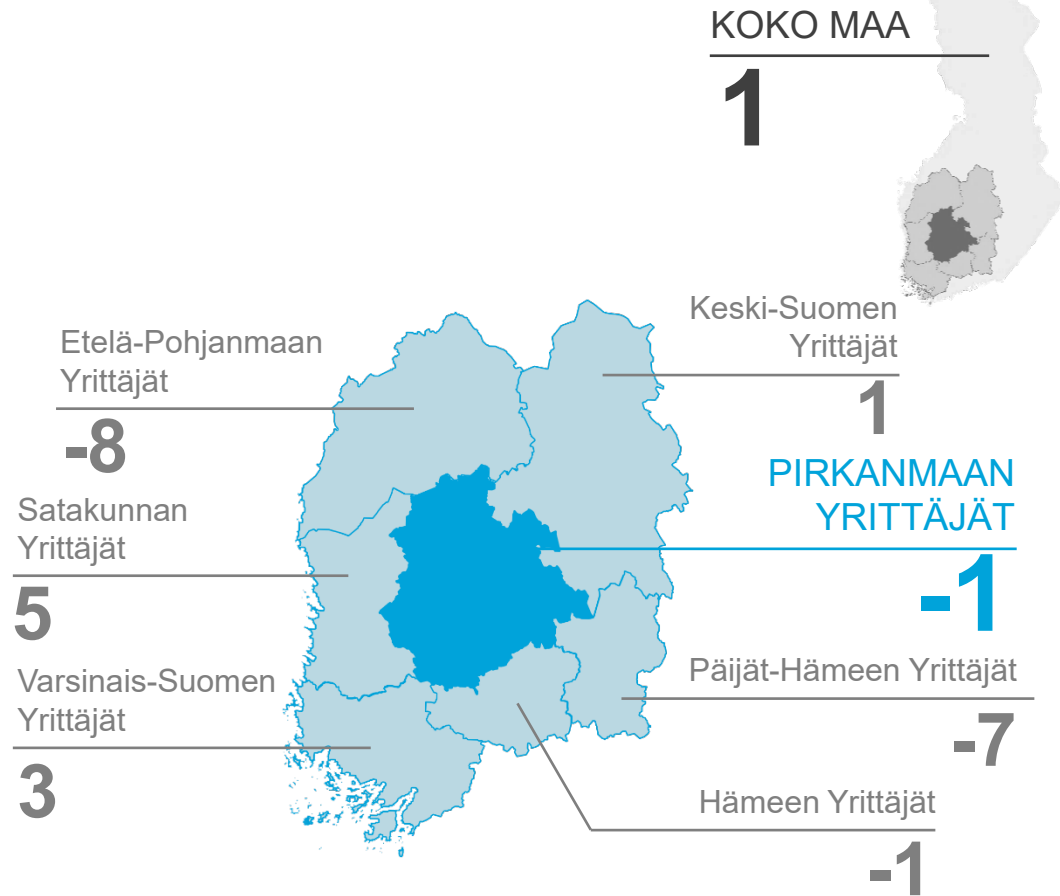 KOKO MAA
1
Keski-Suomen
Yrittäjät
1
Etelä-Pohjanmaan
Yrittäjät
-8
PIRKANMAAN
YRITTÄJÄT
-1
Satakunnan
Yrittäjät
5
Päijät-Hämeen Yrittäjät
-7
Varsinais-Suomen
Yrittäjät
3
Hämeen Yrittäjät
-1